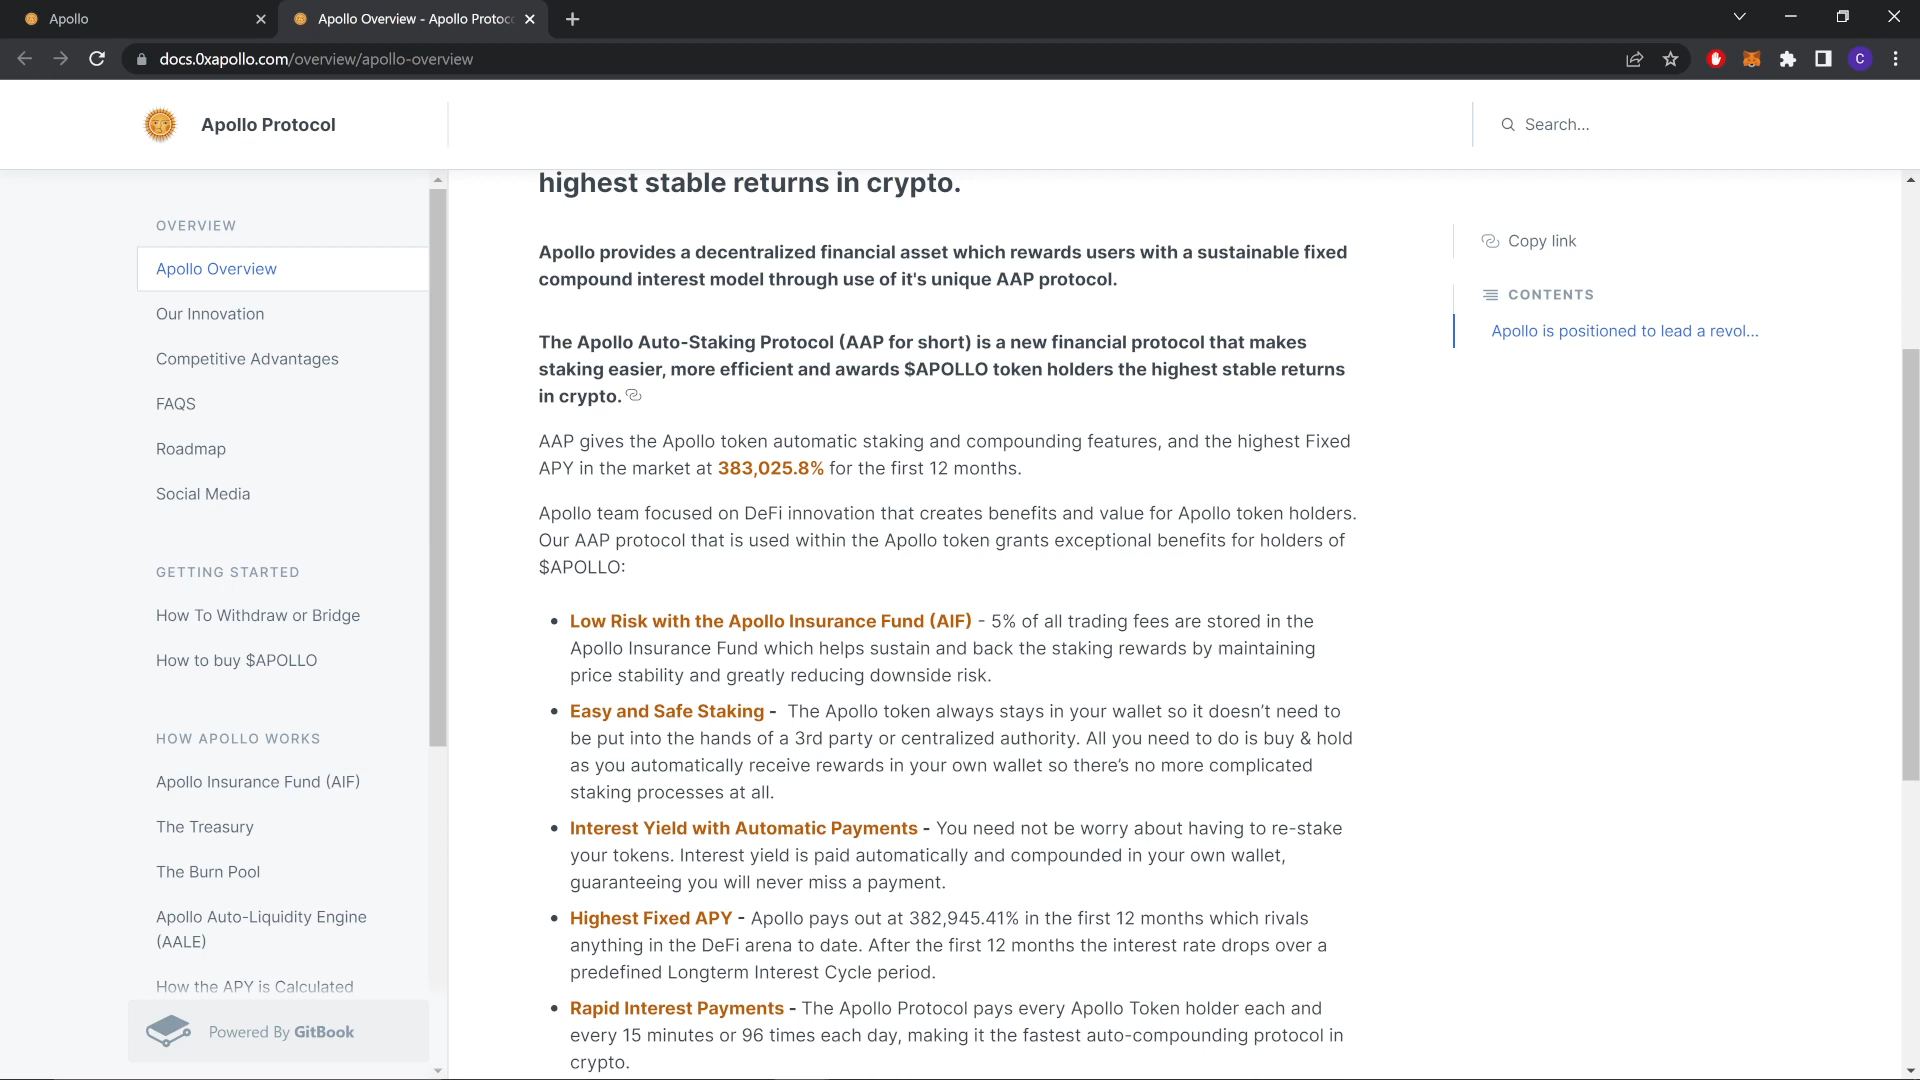 Apollo
Apollo Overview - Apollo Protoc
docs.0xapollo.com/overview/apollo-overview
C
Apollo Protocol
Search...
OVERVIEW
Apollo Overview
Our Innovation
Competitive Advantages
FAQS
Roadmap
Social Media
GETTING STARTED
How To Withdraw or Bridge
How to buy $APOLLO
HOW APOLLO WORKS
Apollo Insurance Fund (AIF)
The Treasury
The Burn Pool
Apollo Auto-Liquidity Engine
(AALE)
How the APY is Calculated
Powered By GitBook
highest stable returns in crypto.
Apollo provides a decentralized financial asset which rewards users with a sustainable fixed
compound interest model through use of it's unique AAP protocol.
The Apollo Auto-Staking Protocol (AAP for short) is a new financial protocol that makes
staking easier, more efficient and awards $APOLLO token holders the highest stable returns
in crypto.
AAP gives the Apollo token automatic staking and compounding features, and the highest Fixed
APY in the market at 383,025.8% for the first 12 months.
Apollo team focused on DeFi innovation that creates benefits and value for Apollo token holders.
Our AAP protocol that is used within the Apollo token grants exceptional benefits for holders of
$APOLLO:
• Low Risk with the Apollo Insurance Fund (AIF) - 5% of all trading fees are stored in the
Apollo Insurance Fund which helps sustain and back the staking rewards by maintaining
price stability and greatly reducing downside risk.
• Easy and Safe Staking - The Apollo token always stays in your wallet so it doesn’t need to
be put into the hands of a 3rd party or centralized authority. All you need to do is buy & hold
as you automatically receive rewards in your own wallet so there’s no more complicated
staking processes at all.
• Interest Yield with Automatic Payments - You need not be worry about having to re-stake
your tokens. Interest yield is paid automatically and compounded in your own wallet,
guaranteeing you will never miss a payment.
• Highest Fixed APY - Apollo pays out at 382,945.41% in the first 12 months which rivals
anything in the DeFi arena to date. After the first 12 months the interest rate drops over a
predefined Longterm Interest Cycle period.
• Rapid Interest Payments - The Apollo Protocol pays every Apollo Token holder each and
every 15 minutes or 96 times each day, making it the fastest auto-compounding protocol in
crypto.
Copy link
CONTENTS
Apollo is positioned to lead a revol...